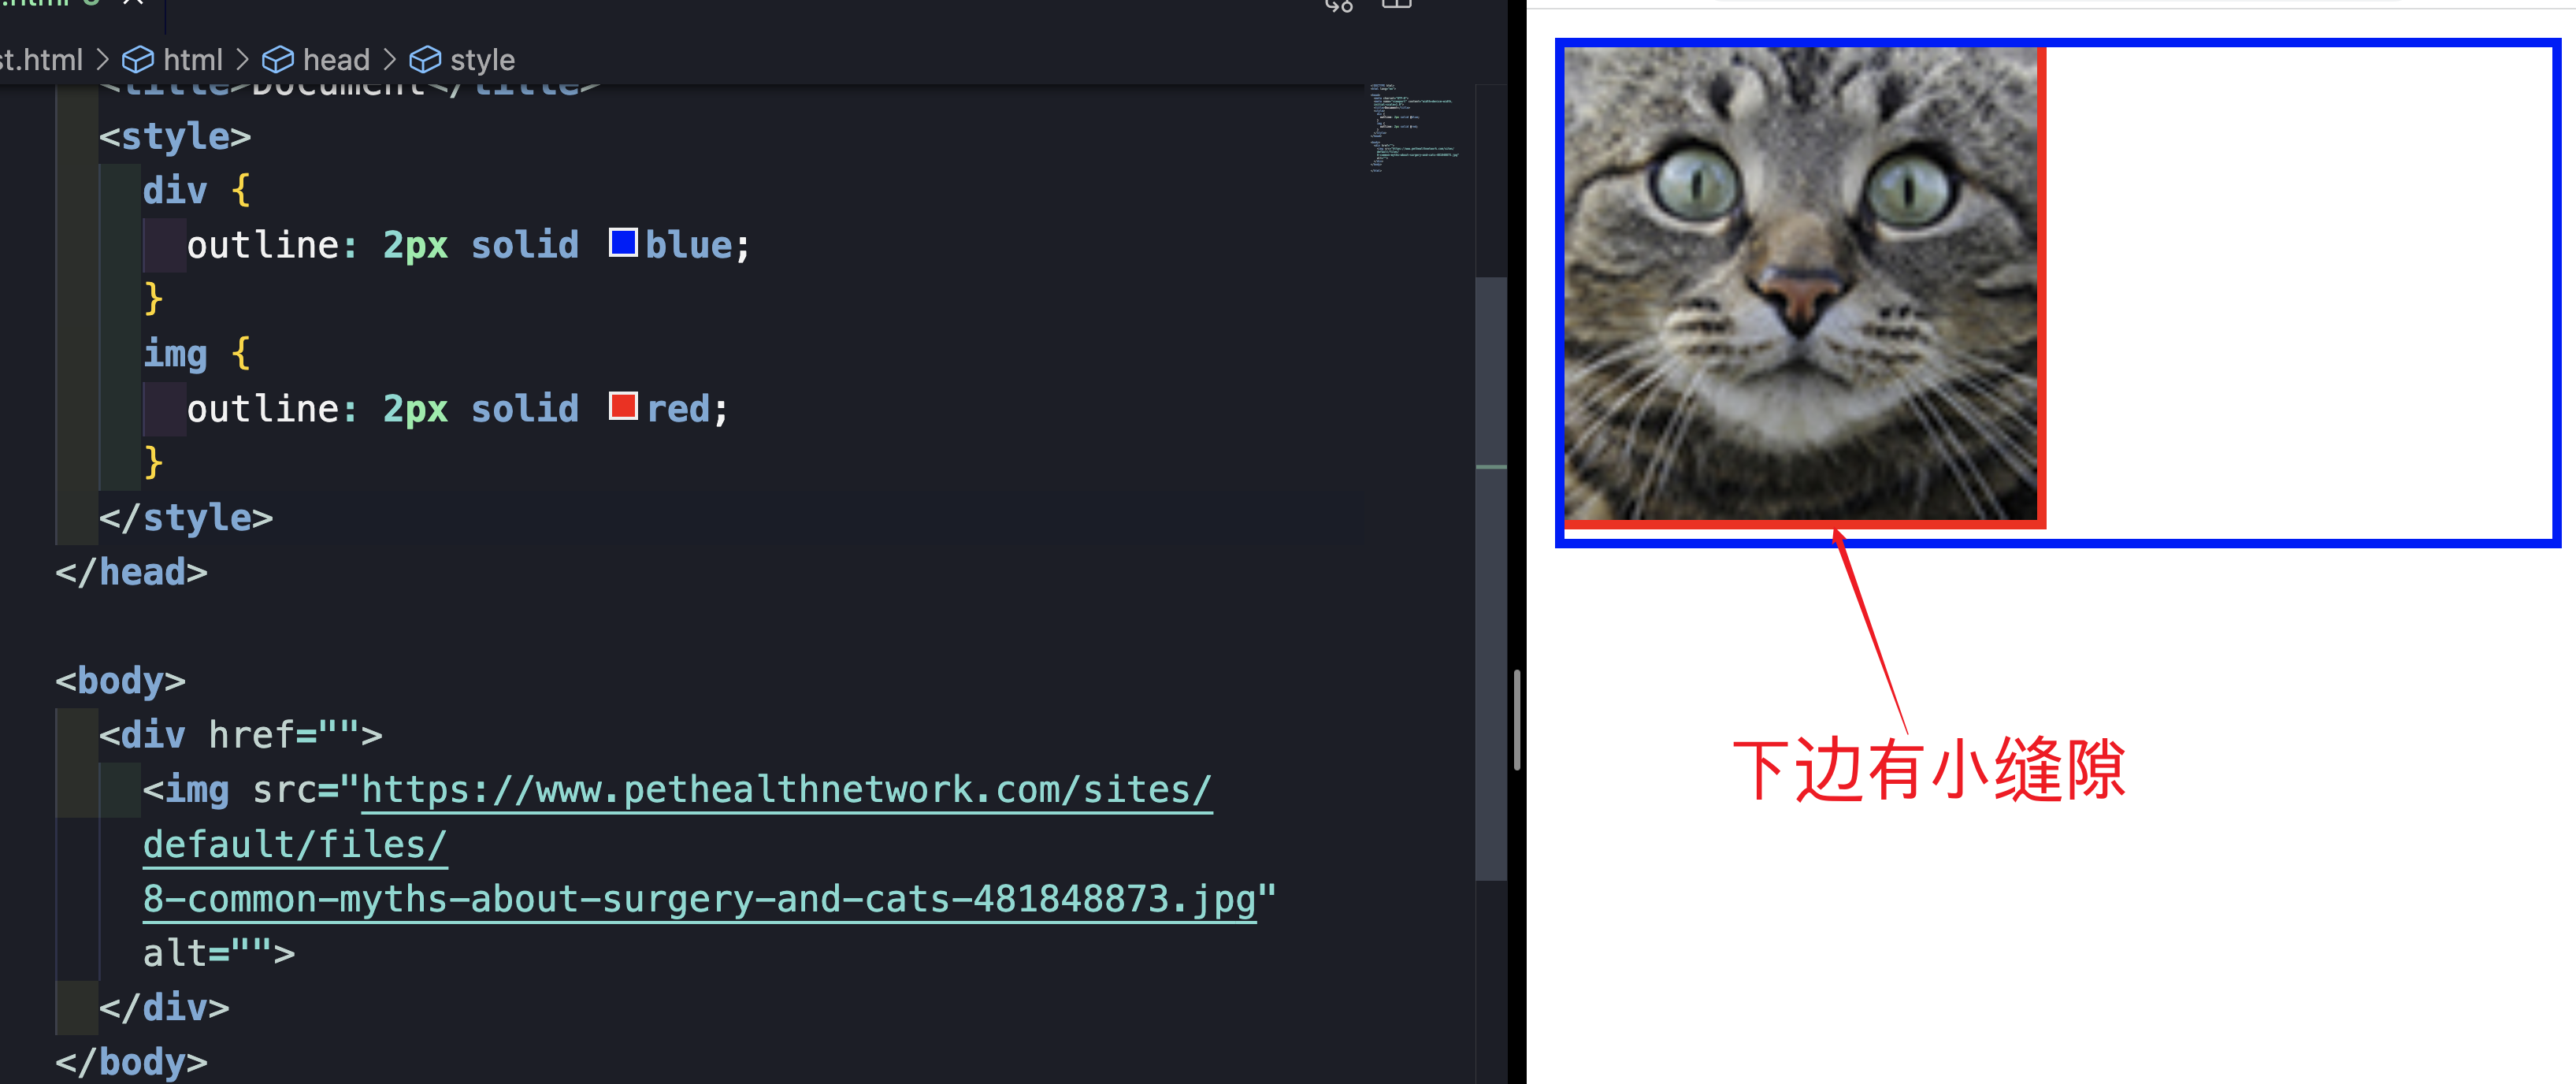 st.html > html > head > style
<title>Document</title>
<style>
div {
outline: 2px solid blue;
}
img {
outline: 2px solid red;
}
</style>
</head>
<body>
<div href="">
<img src="https://www.pethealthnetwork.com/sites/
default/files/
8-common-myths-about-surgery-and-cats-481848873.jpg"
alt="">
</div>
</body>
下边有小缝隙